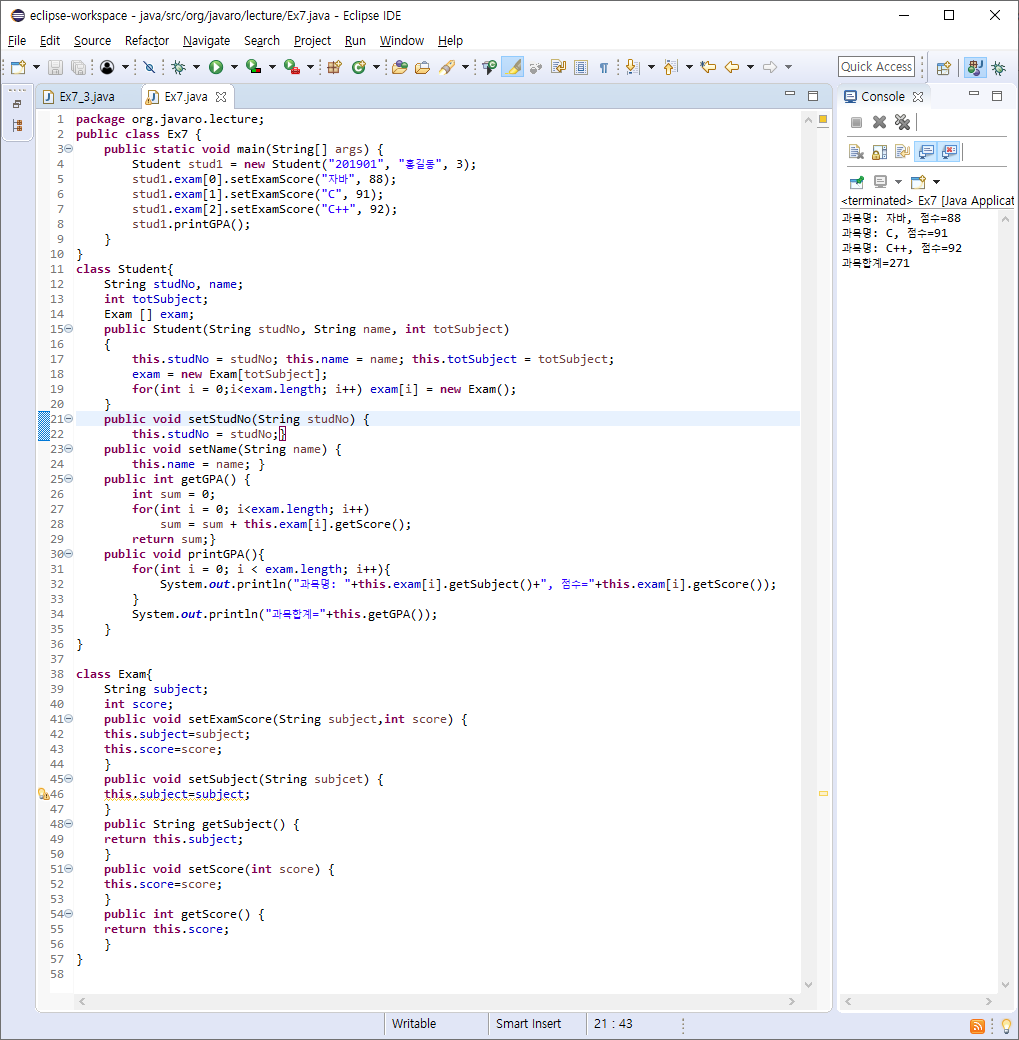 eclipse-workspace - java/src/org/javaro/lecture/Ex7.java - Eclipse IDE
File Edit Source Refactor Navigate Search Project Run Window Help
Quick Access
Ex7_3.java Ex7.java
1 package org.javaro.lecture;
2 public class Ex7 {
3 public static void main(String[] args) {
4 Student stud1 = new Student("201901", "홍길동", 3);
5 stud1.exam[0].setExamScore("자바", 88);
6 stud1.exam[1].setExamScore("C", 91);
7 stud1.exam[2].setExamScore("C++", 92);
8 stud1.printGPA();
9 }
10 }
11 class Student{
12 String studNo, name;
13 int totSubject;
14 Exam [] exam;
15 public Student(String studNo, String name, int totSubject)
16 {
17 this.studNo = studNo; this.name = name; this.totSubject = totSubject;
18 exam = new Exam[totSubject];
19 for(int i = 0;i<exam.length; i++) exam[i] = new Exam();
20 }
21 public void setStudNo(String studNo) {
22 this.studNo = studNo;}
23 public void setName(String name) {
24 this.name = name; }
25 public int getGPA() {
26 int sum = 0;
27 for(int i = 0; i<exam.length; i++)
28 sum = sum + this.exam[i].getScore();
29 return sum;}
30 public void printGPA(){
31 for(int i = 0; i < exam.length; i++){
32 System.out.println("과목명: "+this.exam[i].getSubject()+", 점수="+this.exam[i].getScore());
33 }
34 System.out.println("과목합계="+this.getGPA());
35 }
36 }
37
38 class Exam{
39 String subject;
40 int score;
41 public void setExamScore(String subject,int score) {
42 this.subject=subject;
43 this.score=score;
44 }
45 public void setSubject(String subjcet) {
46 this.subject=subject;
47 }
48 public String getSubject() {
49 return this.subject;
50 }
51 public void setScore(int score) {
52 this.score=score;
53 }
54 public int getScore() {
55 return this.score;
56 }
57 }
58
Console
<terminated> Ex7 [Java Applicat
과목명: 자바, 점수=88
과목명: C, 점수=91
과목명: C++, 점수=92
과목합계=271
Writable Smart Insert 21 : 43